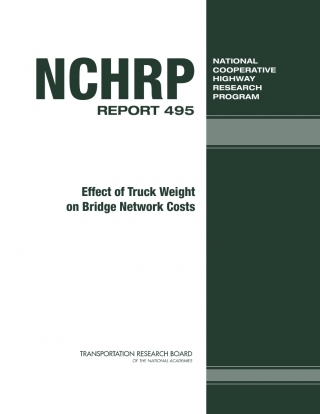 NCHRP
REPORT 495
NATIONAL
COOPERATIVE
HIGHWAY
RESEARCH
PROGRAM
Effect of Truck Weight
on Bridge Network Costs
TRANSPORTATION RESEARCH BOARD
OF THE NATIONAL ACADEMIES